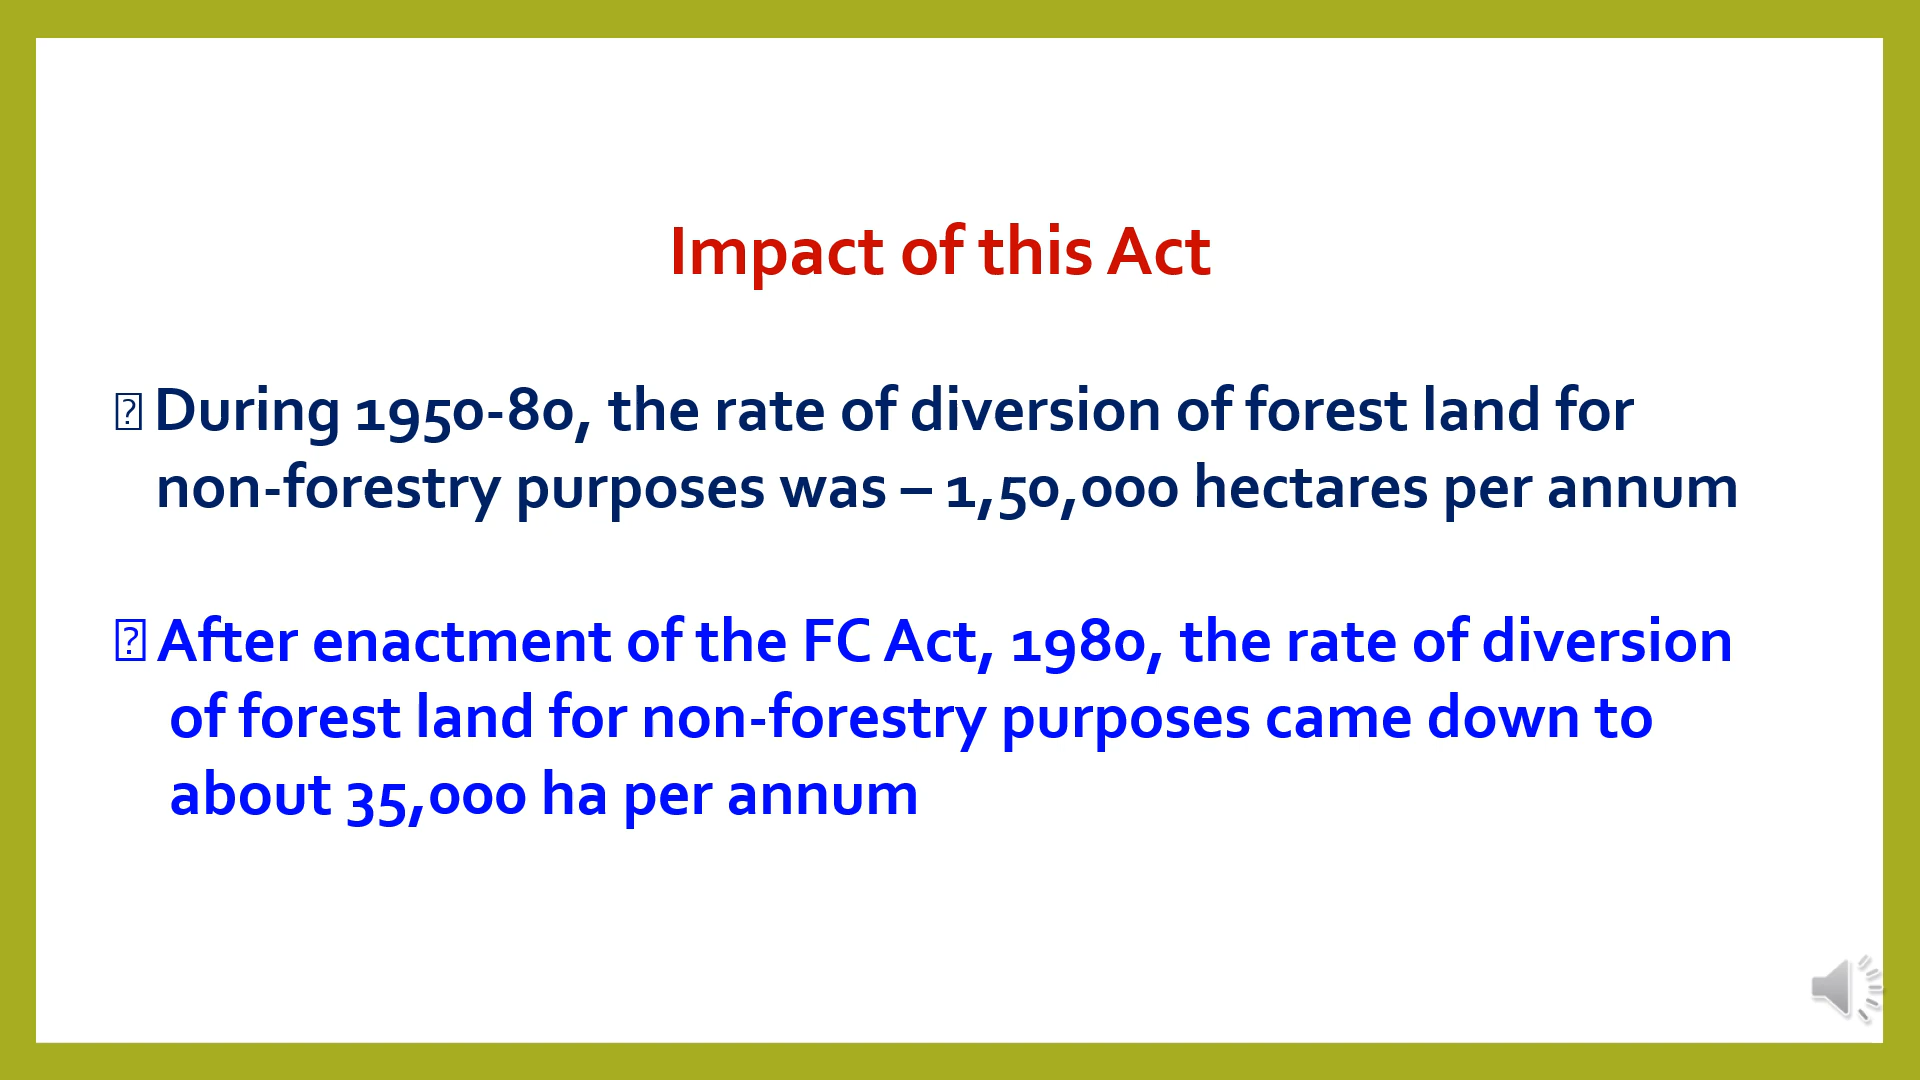 Impact of this Act
During 1950-80, the rate of diversion of forest land for
non-forestry purposes was – 1,50,000 hectares per annum
After enactment of the FC Act, 1980, the rate of diversion
of forest land for non-forestry purposes came down to
about 35,000 ha per annum